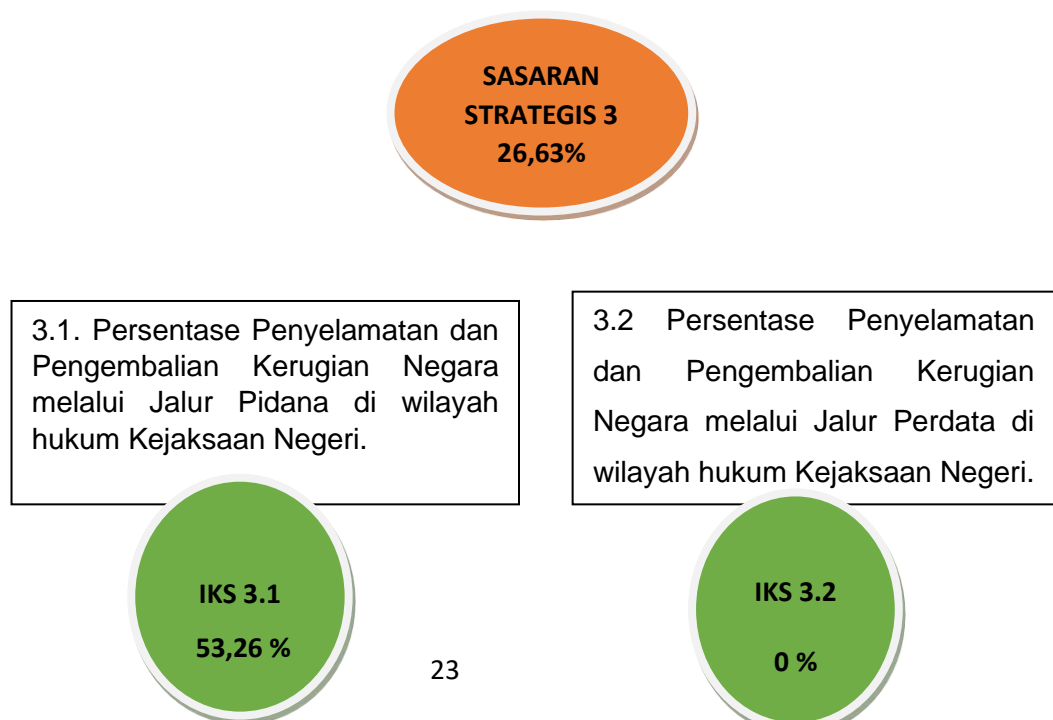 SASARAN
STRATEGIS 3
26,63%
3.1. Persentase Penyelamatan dan
Pengembalian Kerugian Negara
melalui Jalur Pidana di wilayah
hukum Kejaksaan Negeri.
3.2 Persentase Penyelamatan
dan Pengembalian Kerugian
Negara melalui Jalur Perdata di
wilayah hukum Kejaksaan Negeri.
IKS 3.1
53,26 %
IKS 3.2
0 %
23